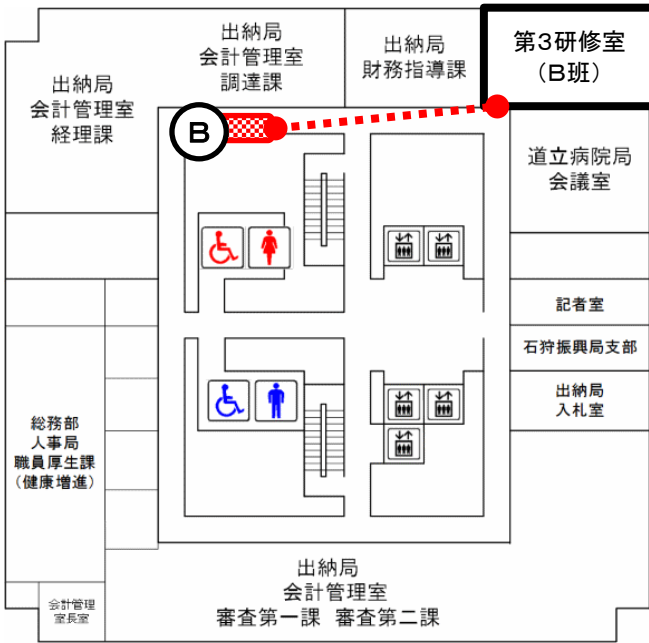 出納局
会計管理室
経理課
出納局
会計管理室
調達課
出納局
財務指導課
第3研修室
（B班）
B
道立病院局
会議室
記者室
石狩振興局支部
出納局
入札室
総務部
人事局
職員厚生課
（健康増進）
会計管理
室長室
出納局
会計管理室
審査第一課 審査第二課